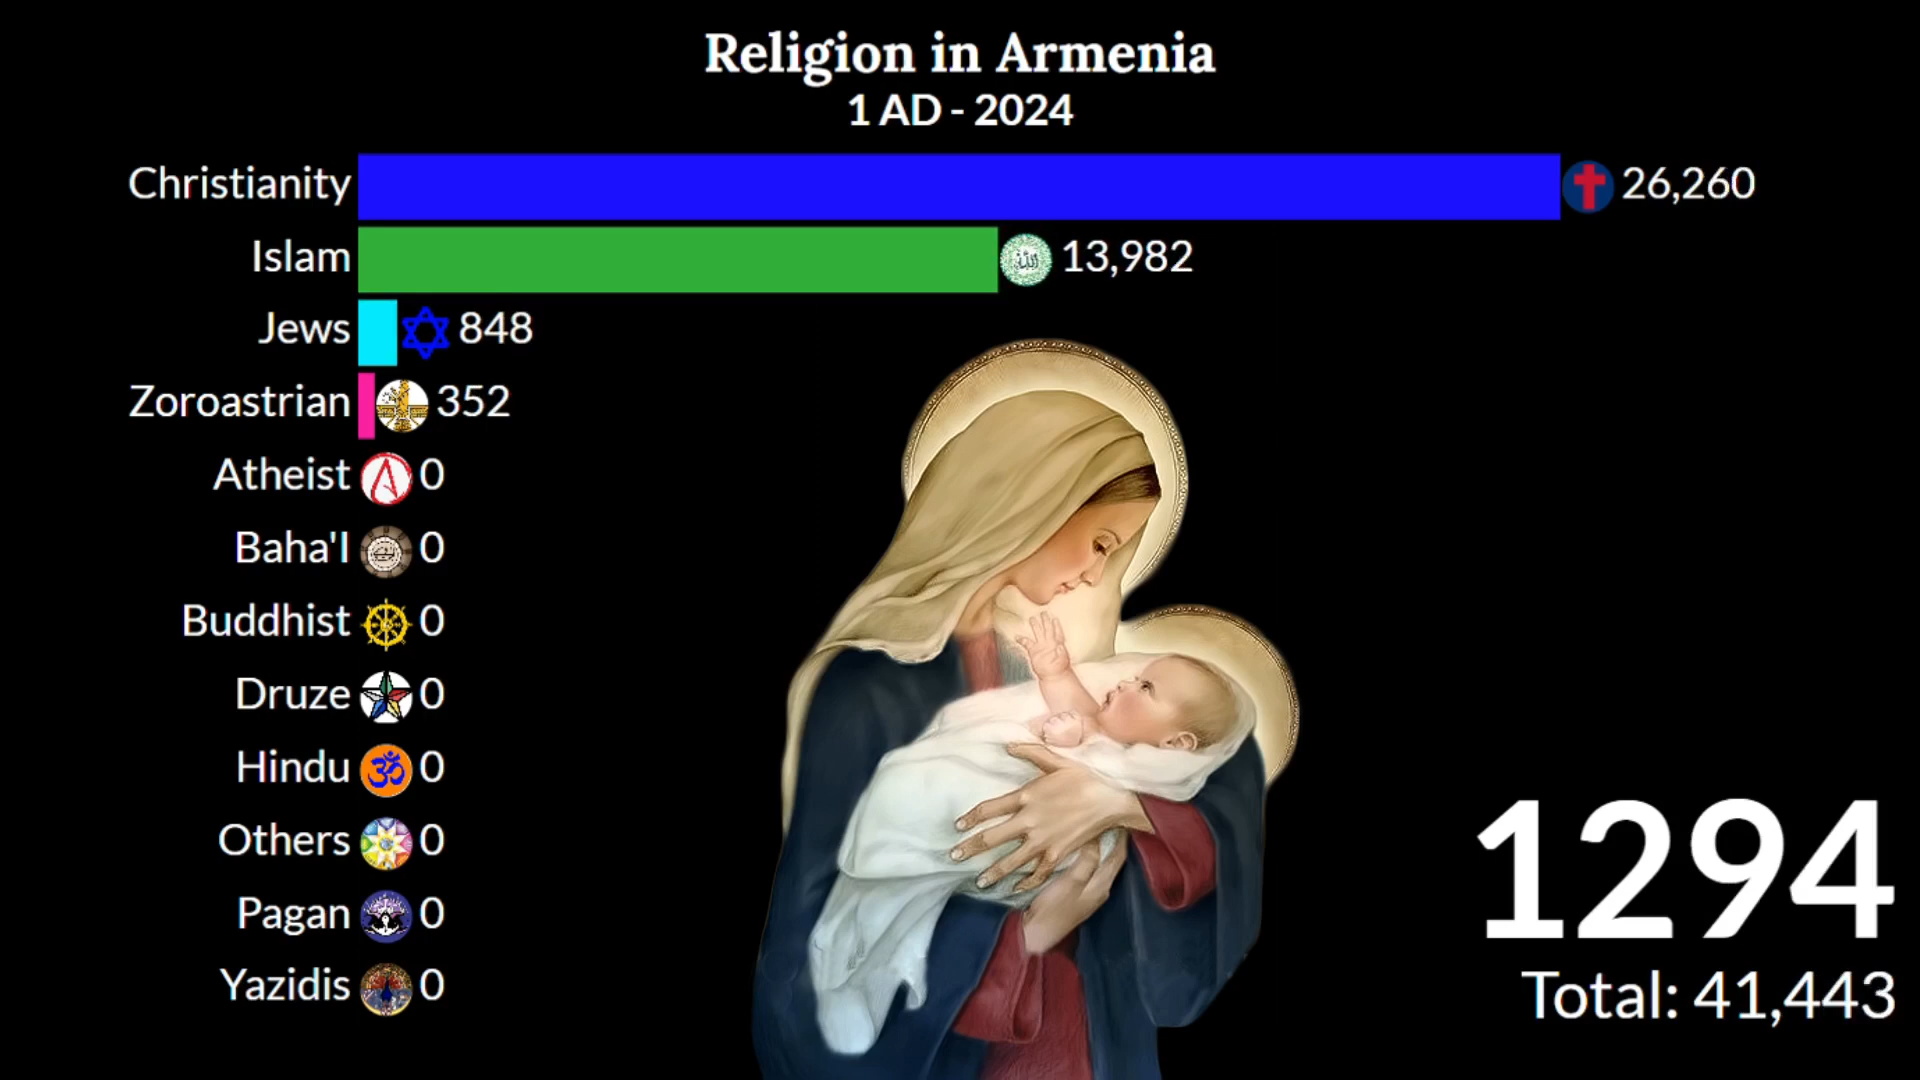 Religion in Armenia
1 AD - 2024
Christianity 26,260
Islam 13,982
Jews 848
Zoroastrian 352
Atheist 0
Baha'I 0
Buddhist 0
Druze 0
Hindu 0
Others 0
Pagan 0
Yazidis 0
1294
Total: 41,443